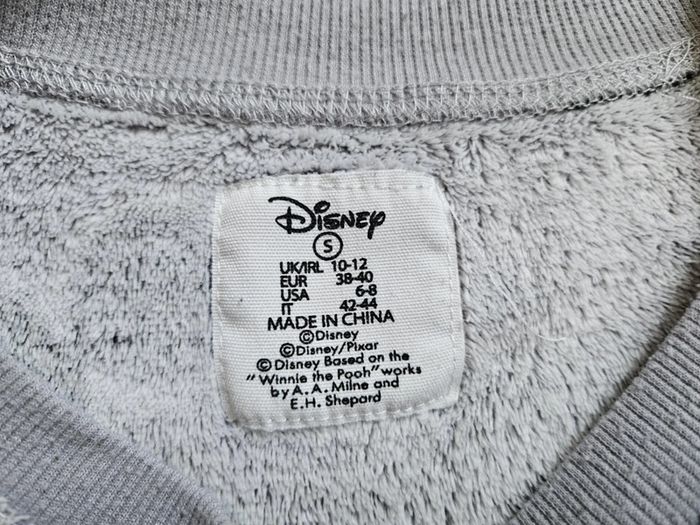 Disney
S
UK/IRL 10-12
EUR 38-40
USA 6-8
IT 42-44
MADE IN CHINA
©Disney
©Disney/Pixar
© Disney Based on the
"Winnie the Pooh" works
by A.A. Milne and
E.H. Shepard